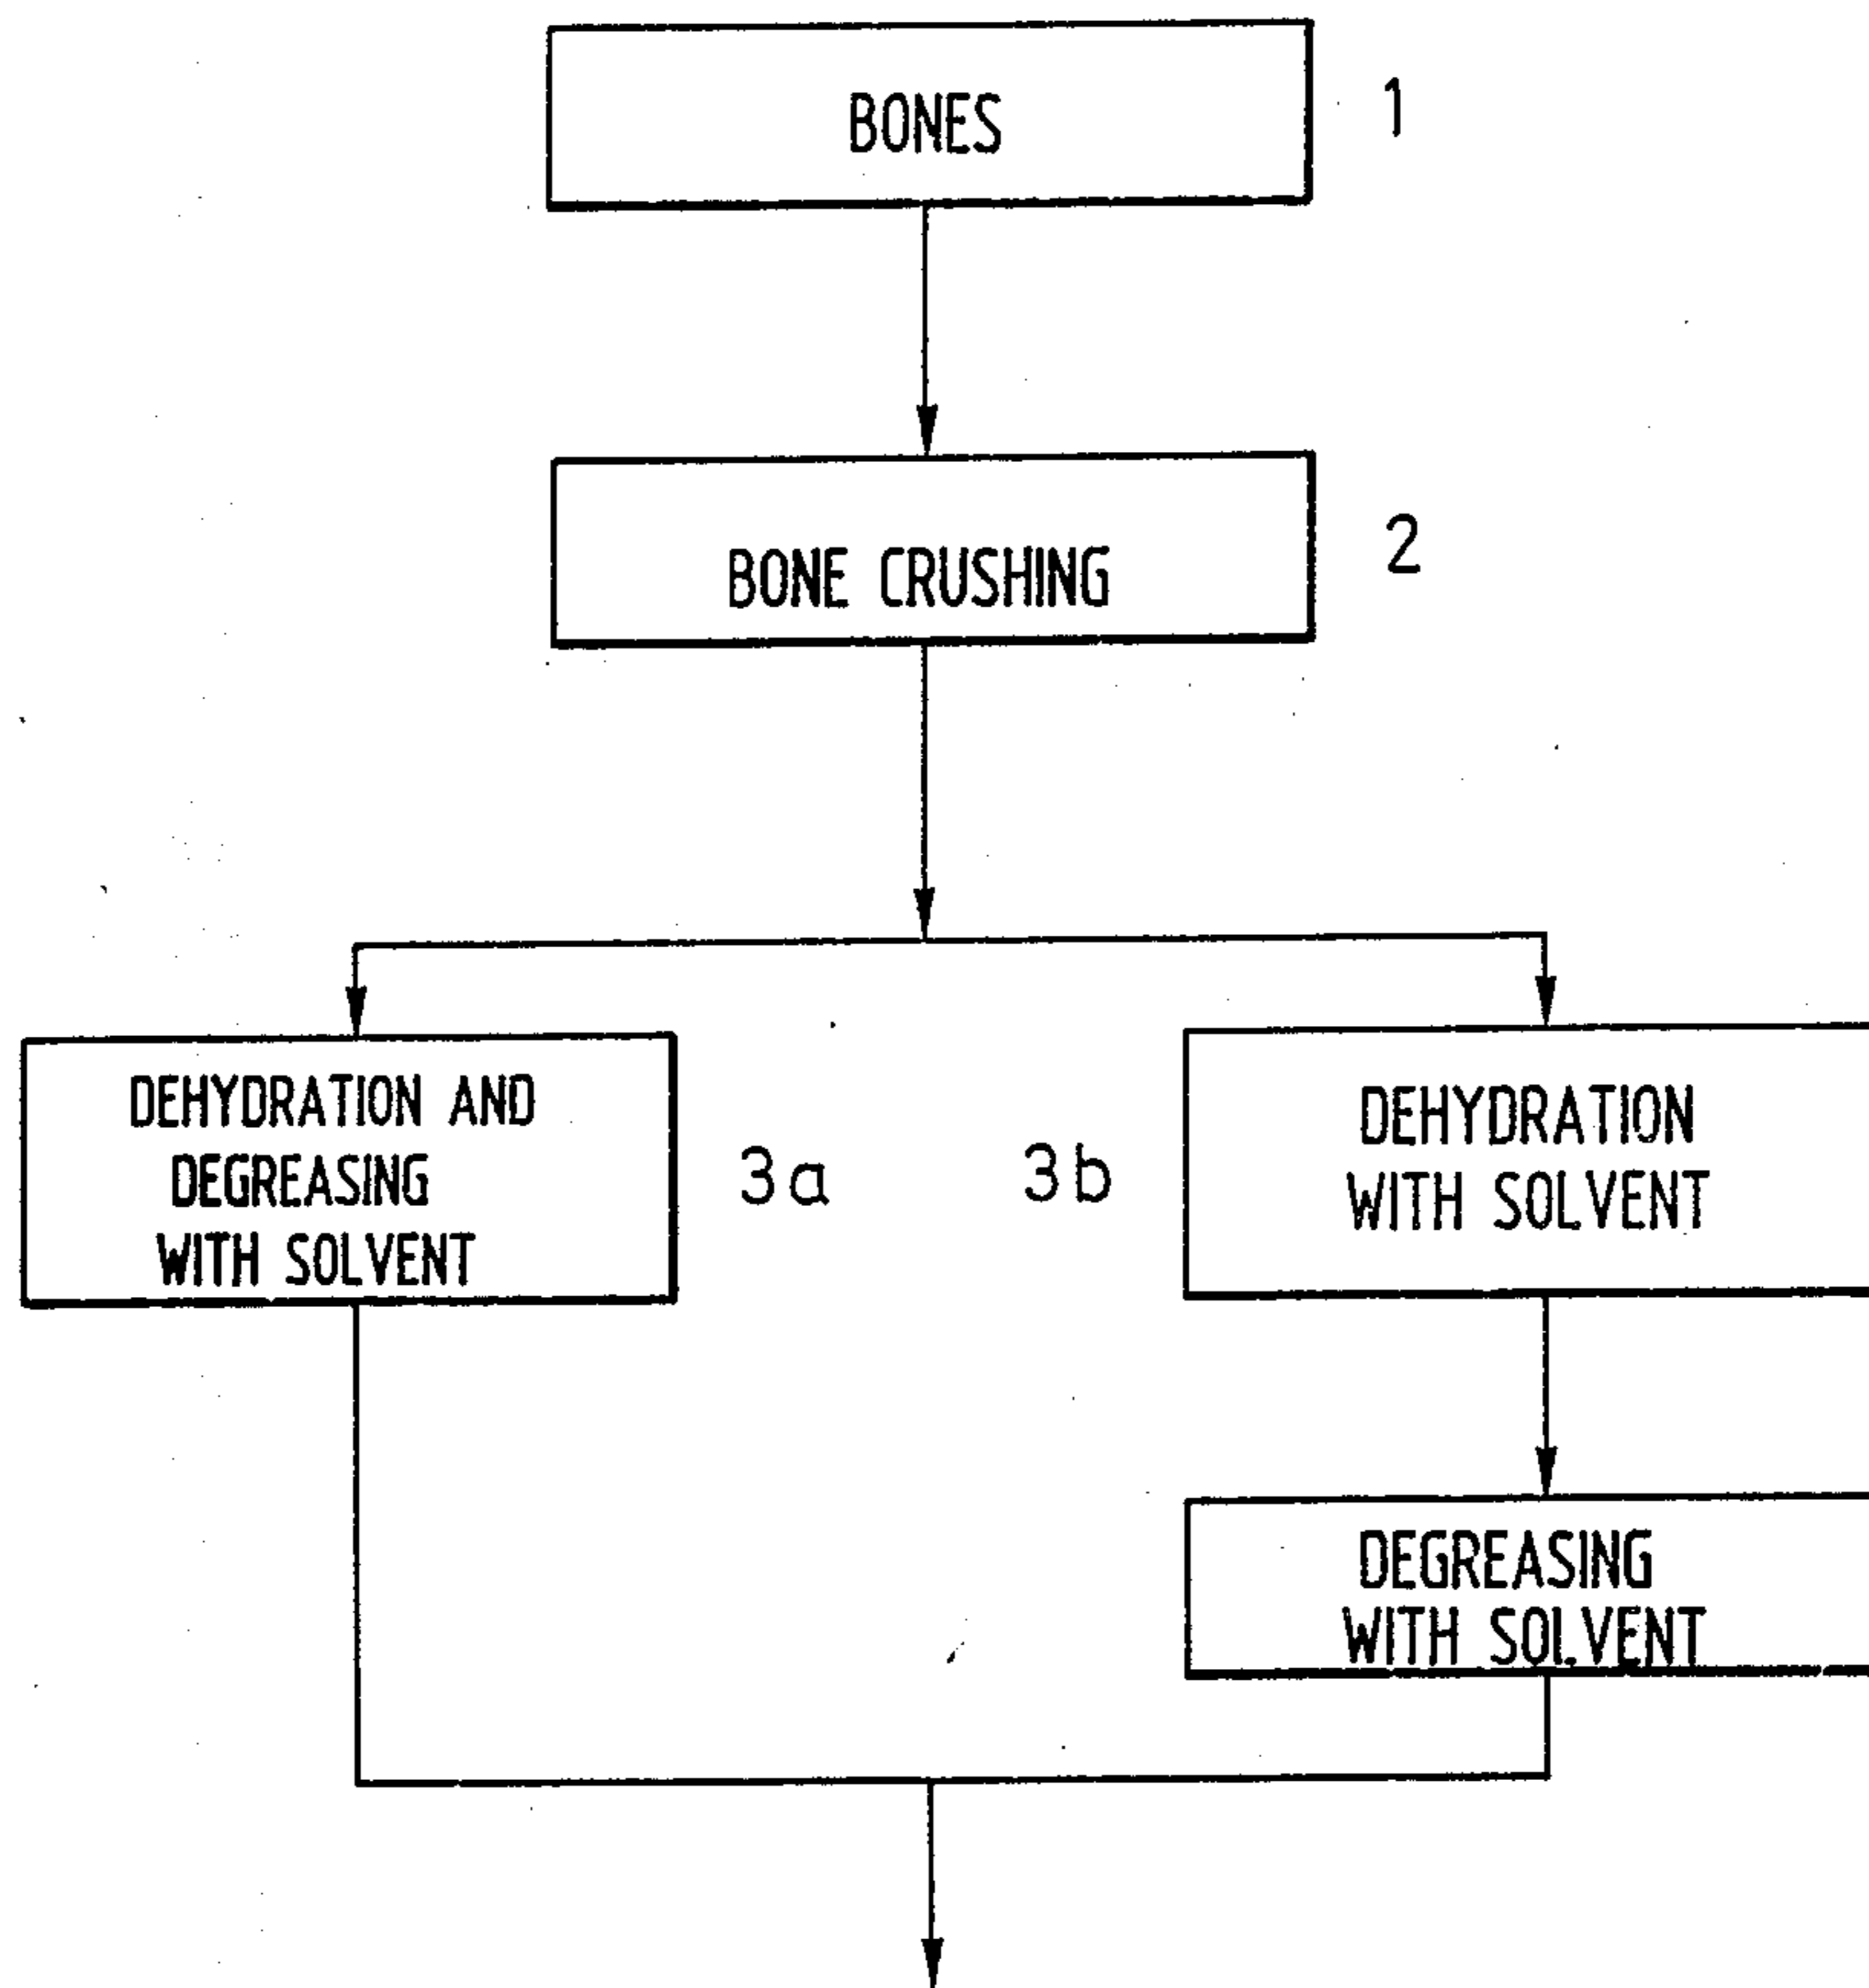 BONES
1
BONE CRUSHING
2
DEHYDRATION AND
DEGREASING
WITH SOLVENT
3a
3b
DEHYDRATION
WITH SOLVENT
DEGREASING
WITH SOLVENT